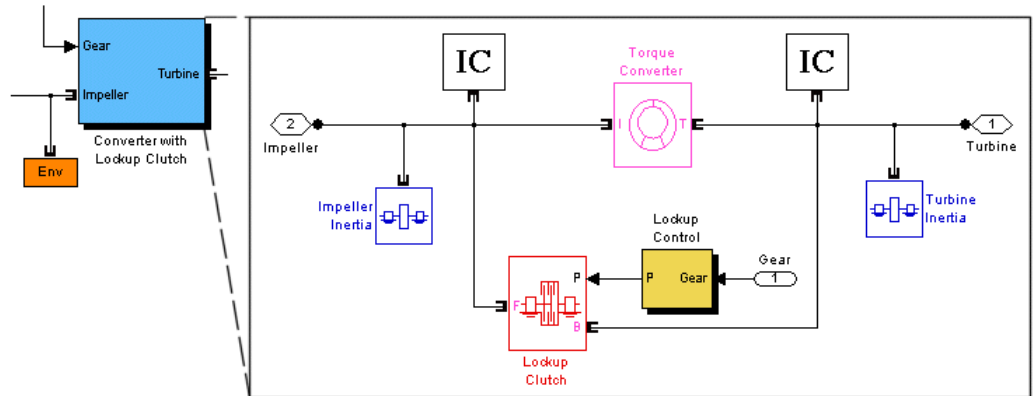 Gear
Turbine
Impeller
Converter with
Lockup Clutch
Env
IC
IC
Torque
Converter
I
T
2
Impeller
1
Turbine
Impeller
Inertia
Turbine
Inertia
Lockup
Control
P
Gear
Gear
1
P
F
B
Lockup
Clutch